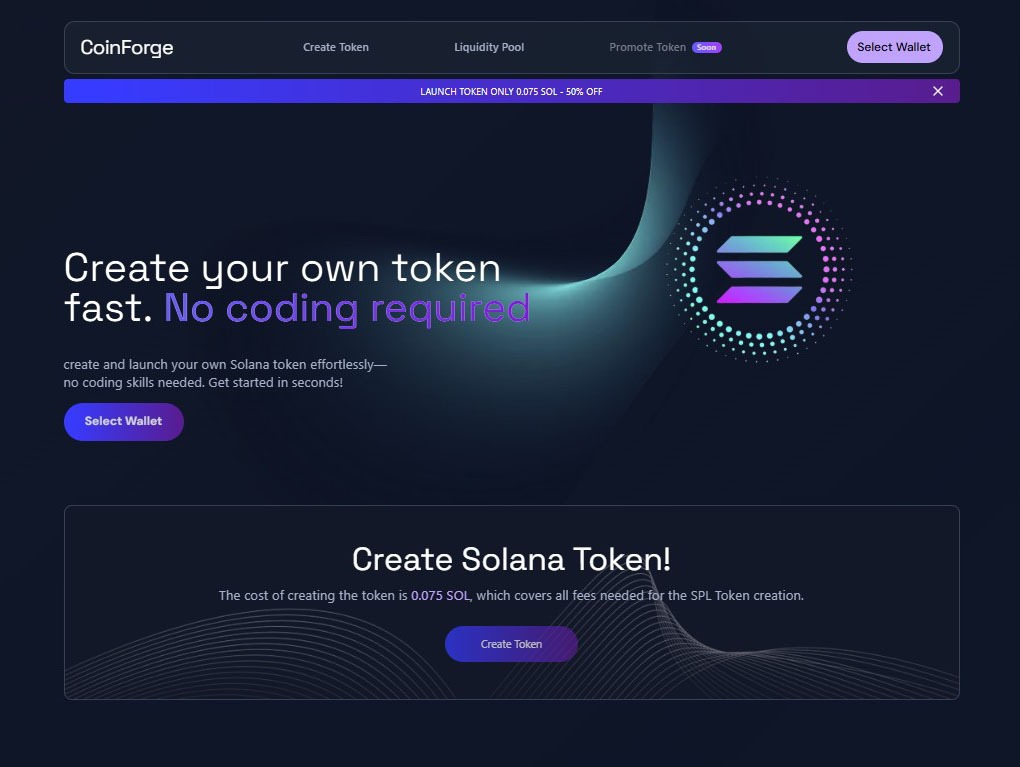 CoinForge
Create Token
Liquidity Pool
Promote Token Soon
Select Wallet
LAUNCH TOKEN ONLY 0.075 SOL - 50% OFF
Create your own token
fast. No coding required
create and launch your own Solana token effortlessly—
no coding skills needed. Get started in seconds!
Select Wallet
Create Solana Token!
The cost of creating the token is 0.075 SOL, which covers all fees needed for the SPL Token creation.
Create Token